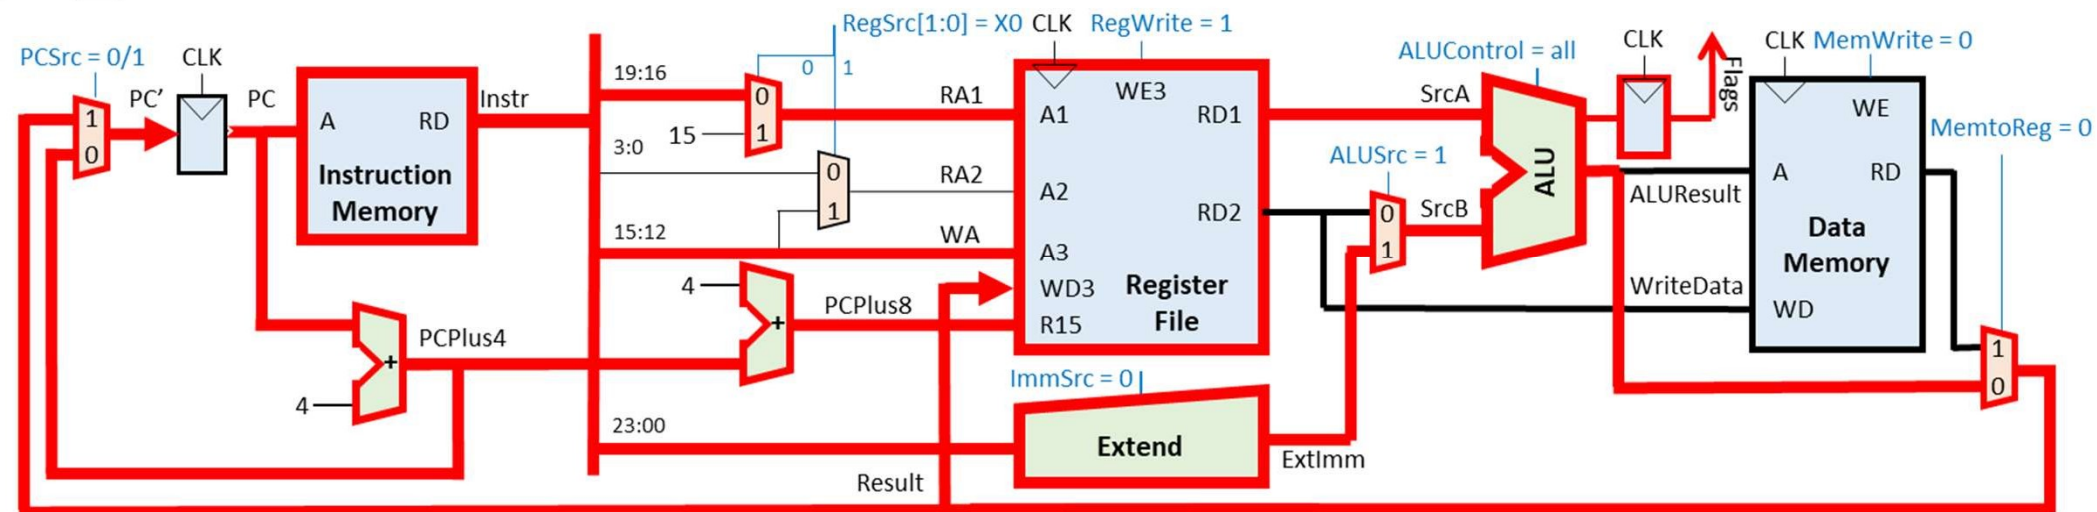 RegSrc[1:0] = X0 CLK RegWrite = 1
PCSrc = 0/1 CLK
ALUControl = all CLK CLK MemWrite = 0
0 1
PC' PC Instr
19:16
RA1 SrcA Flags
1
0
A RD
Instruction
Memory
0
1
15
3:0
RA2
0
1
15:12
WA
WE3
A1 RD1
A2
RD2
A3
WD3
R15
Register
File
ALUSrc = 1
0
1
SrcB
ALU
ALUResult
WriteData
WE
A RD
Data
Memory
WD
MemtoReg = 0
1
0
4
+
PCPlus8
PCPlus4
+
4
ImmSrc = 0
23:00
Extend
ExtImm
Result